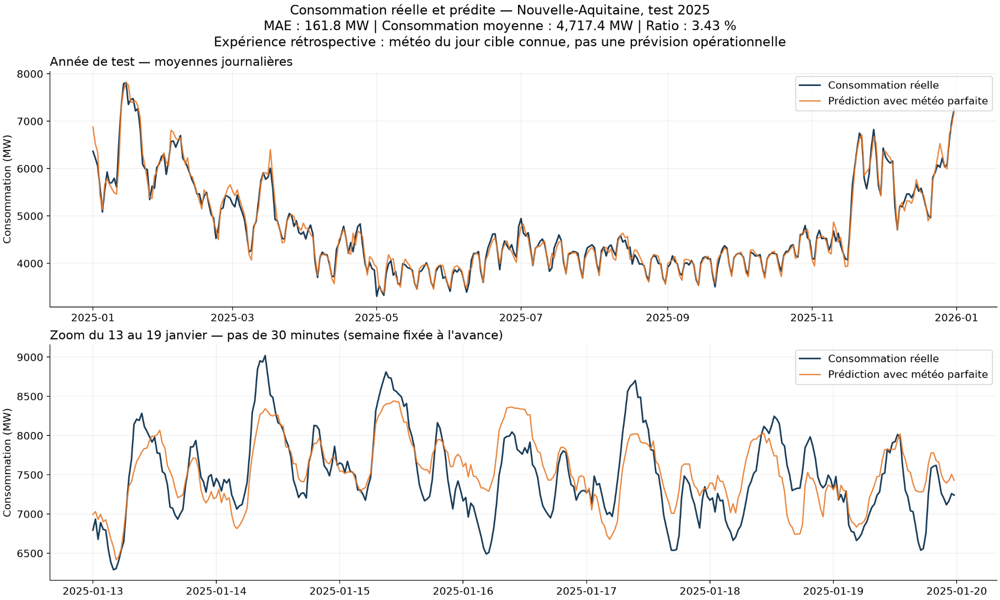 Consommation réelle et prédite — Nouvelle-Aquitaine, test 2025
MAE : 161.8 MW | Consommation moyenne : 4,717.4 MW | Ratio : 3.43 %
Expérience rétrospective : météo du jour cible connue, pas une prévision opérationnelle
Année de test — moyennes journalières
Consommation (MW)
8000
7000
6000
5000
4000
Consommation réelle
Prédiction avec météo parfaite
2025-01
2025-03
2025-05
2025-07
2025-09
2025-11
2026-01
Zoom du 13 au 19 janvier — pas de 30 minutes (semaine fixée à l'avance)
Consommation (MW)
9000
8500
8000
7500
7000
6500
Consommation réelle
Prédiction avec météo parfaite
2025-01-13
2025-01-14
2025-01-15
2025-01-16
2025-01-17
2025-01-18
2025-01-19
2025-01-20